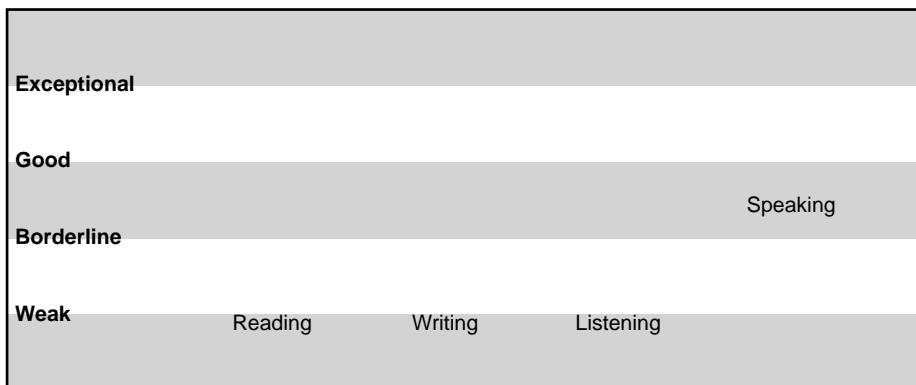 Exceptional
Good
Speaking
Borderline
Weak
Reading Writing Listening